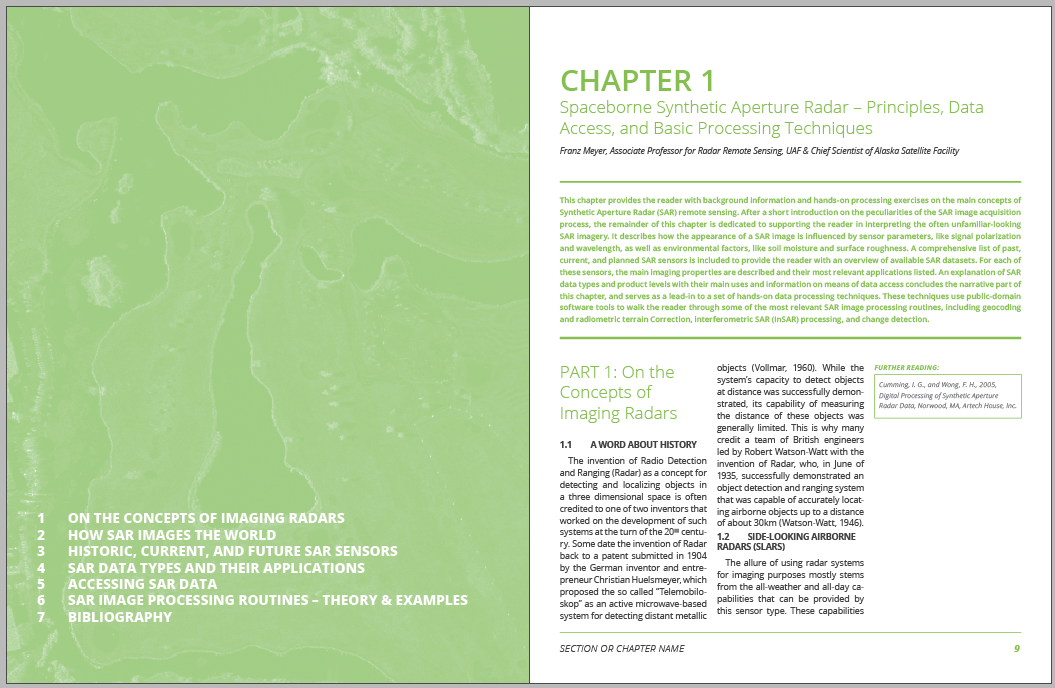 1 ON THE CONCEPTS OF IMAGING RADARS
2 HOW SAR IMAGES THE WORLD
3 HISTORIC, CURRENT, AND FUTURE SAR SENSORS
4 SAR DATA TYPES AND THEIR APPLICATIONS
5 ACCESSING SAR DATA
6 SAR IMAGE PROCESSING ROUTINES – THEORY & EXAMPLES
7 BIBLIOGRAPHY
CHAPTER 1
Spaceborne Synthetic Aperture Radar – Principles, Data
Access, and Basic Processing Techniques
Franz Meyer, Associate Professor for Radar Remote Sensing, UAF & Chief Scientist of Alaska Satellite Facility
This chapter provides the reader with background information and hands-on processing exercises on the main concepts of
Synthetic Aperture Radar (SAR) remote sensing. After a short introduction on the peculiarities of the SAR image acquisition
process, the remainder of this chapter is dedicated to supporting the reader in interpreting the often unfamiliar-looking
SAR imagery. It describes how the appearance of a SAR image is influenced by sensor parameters, like signal polarization
and wavelength, as well as environmental factors, like soil moisture and surface roughness. A comprehensive list of past,
current, and planned SAR sensors is included to provide the reader with an overview of available SAR datasets. For each of
these sensors, the main imaging properties are described and their most relevant applications listed. An explanation of SAR
data types and product levels with their main uses and information on means of data access concludes the narrative part of
this chapter, and serves as a lead-in to a set of hands-on data processing techniques. These techniques use public-domain
software tools to walk the reader through some of the most relevant SAR image processing routines, including geocoding
and radiometric terrain Correction, interferometric SAR (InSAR) processing, and change detection.
PART 1: On the
Concepts of
Imaging Radars
1.1 A WORD ABOUT HISTORY
The invention of Radio Detection
and Ranging (Radar) as a concept for
detecting and localizing objects in
a three dimensional space is often
credited to one of two inventors that
worked on the development of such
systems at the turn of the 20th centu-
ry. Some date the invention of Radar
back to a patent submitted in 1904
by the German inventor and entre-
preneur Christian Huelsmeyer, which
proposed the so called “Telemobilo-
skop” as an active microwave-based
system for detecting distant metallic
objects (Vollmar, 1960). While the
system’s capacity to detect objects
at distance was successfully demon-
strated, its capability of measuring
the distance of these objects was
generally limited. This is why many
credit a team of British engineers
led by Robert Watson-Watt with the
invention of Radar, who, in June of
1935, successfully demonstrated an
object detection and ranging system
that was capable of accurately locat-
ing airborne objects up to a distance
of about 30km (Watson-Watt, 1946).
1.2 SIDE-LOOKING AIRBORNE
RADARS (SLARS)
The allure of using radar systems
for imaging purposes mostly stems
from the all-weather and all-day ca-
pabilities that can be provided by
this sensor type. These capabilities
FURTHER READING:
Cumming, I. G., and Wong, F. H., 2005,
Digital Processing of Synthetic Aperture
Radar Data, Norwood, MA, Artech House, Inc.
SECTION OR CHAPTER NAME
9